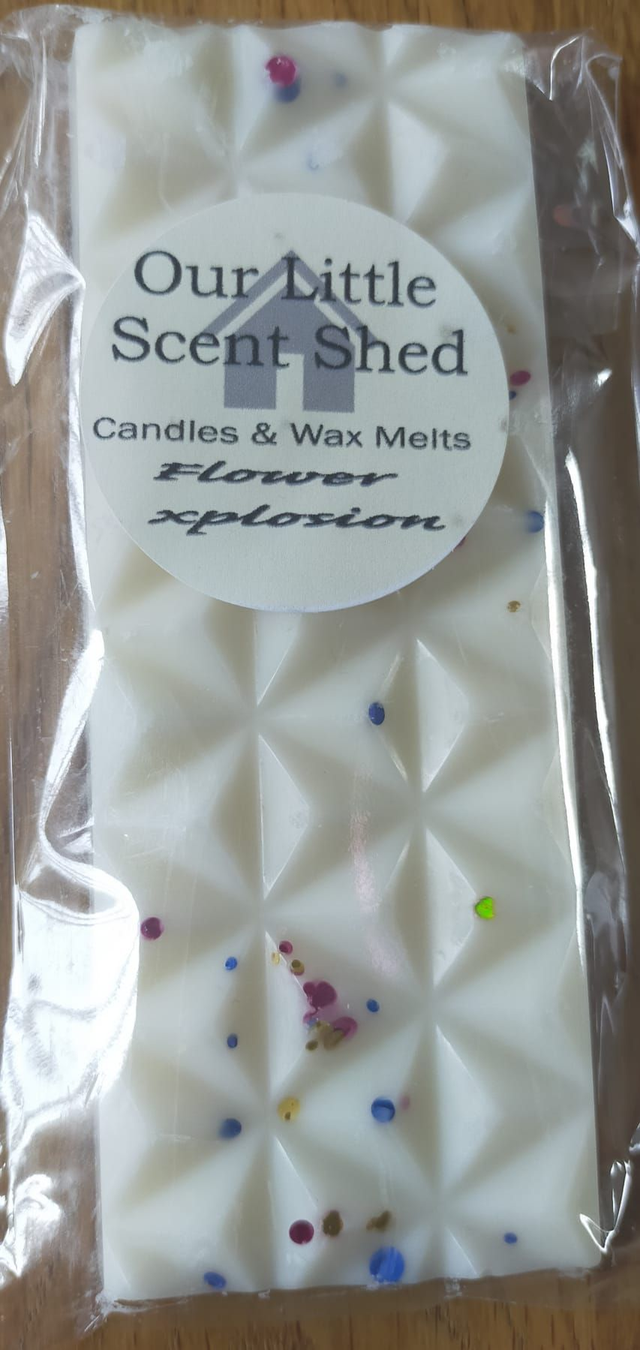 Our Little
Scent Shed
Candles & Wax Melts
Flower
xplosion